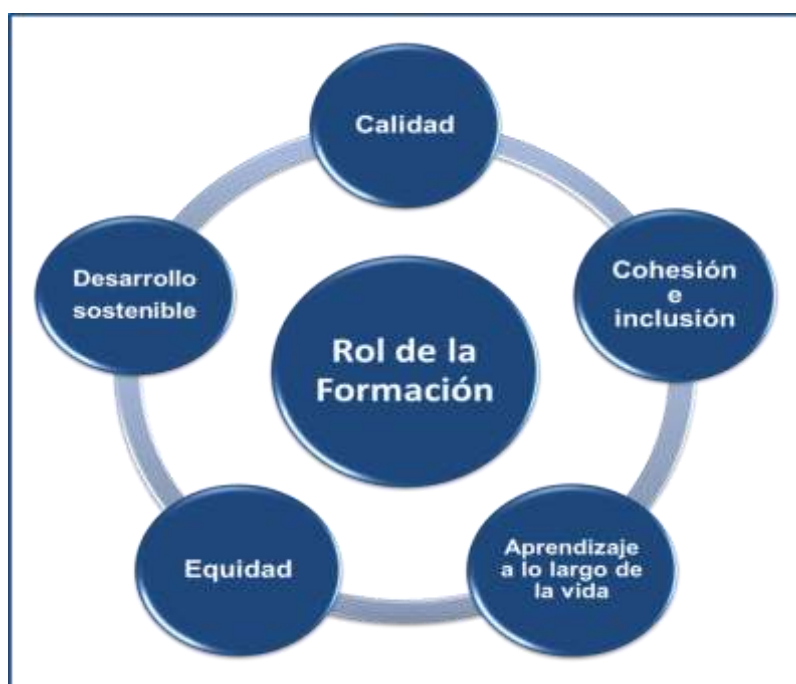 Calidad
Desarrollo
sostenible
Cohesión
e
inclusión
Rol de la
Formación
Equidad
Aprendizaje
a lo largo de
la vida